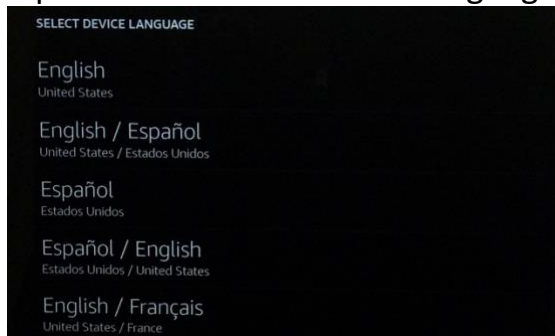 SELECT DEVICE LANGUAGE
English
United States
English / Español
United States / Estados Unidos
Español
Estados Unidos
Español / English
Estados Unidos / United States
English / Français
United States / France